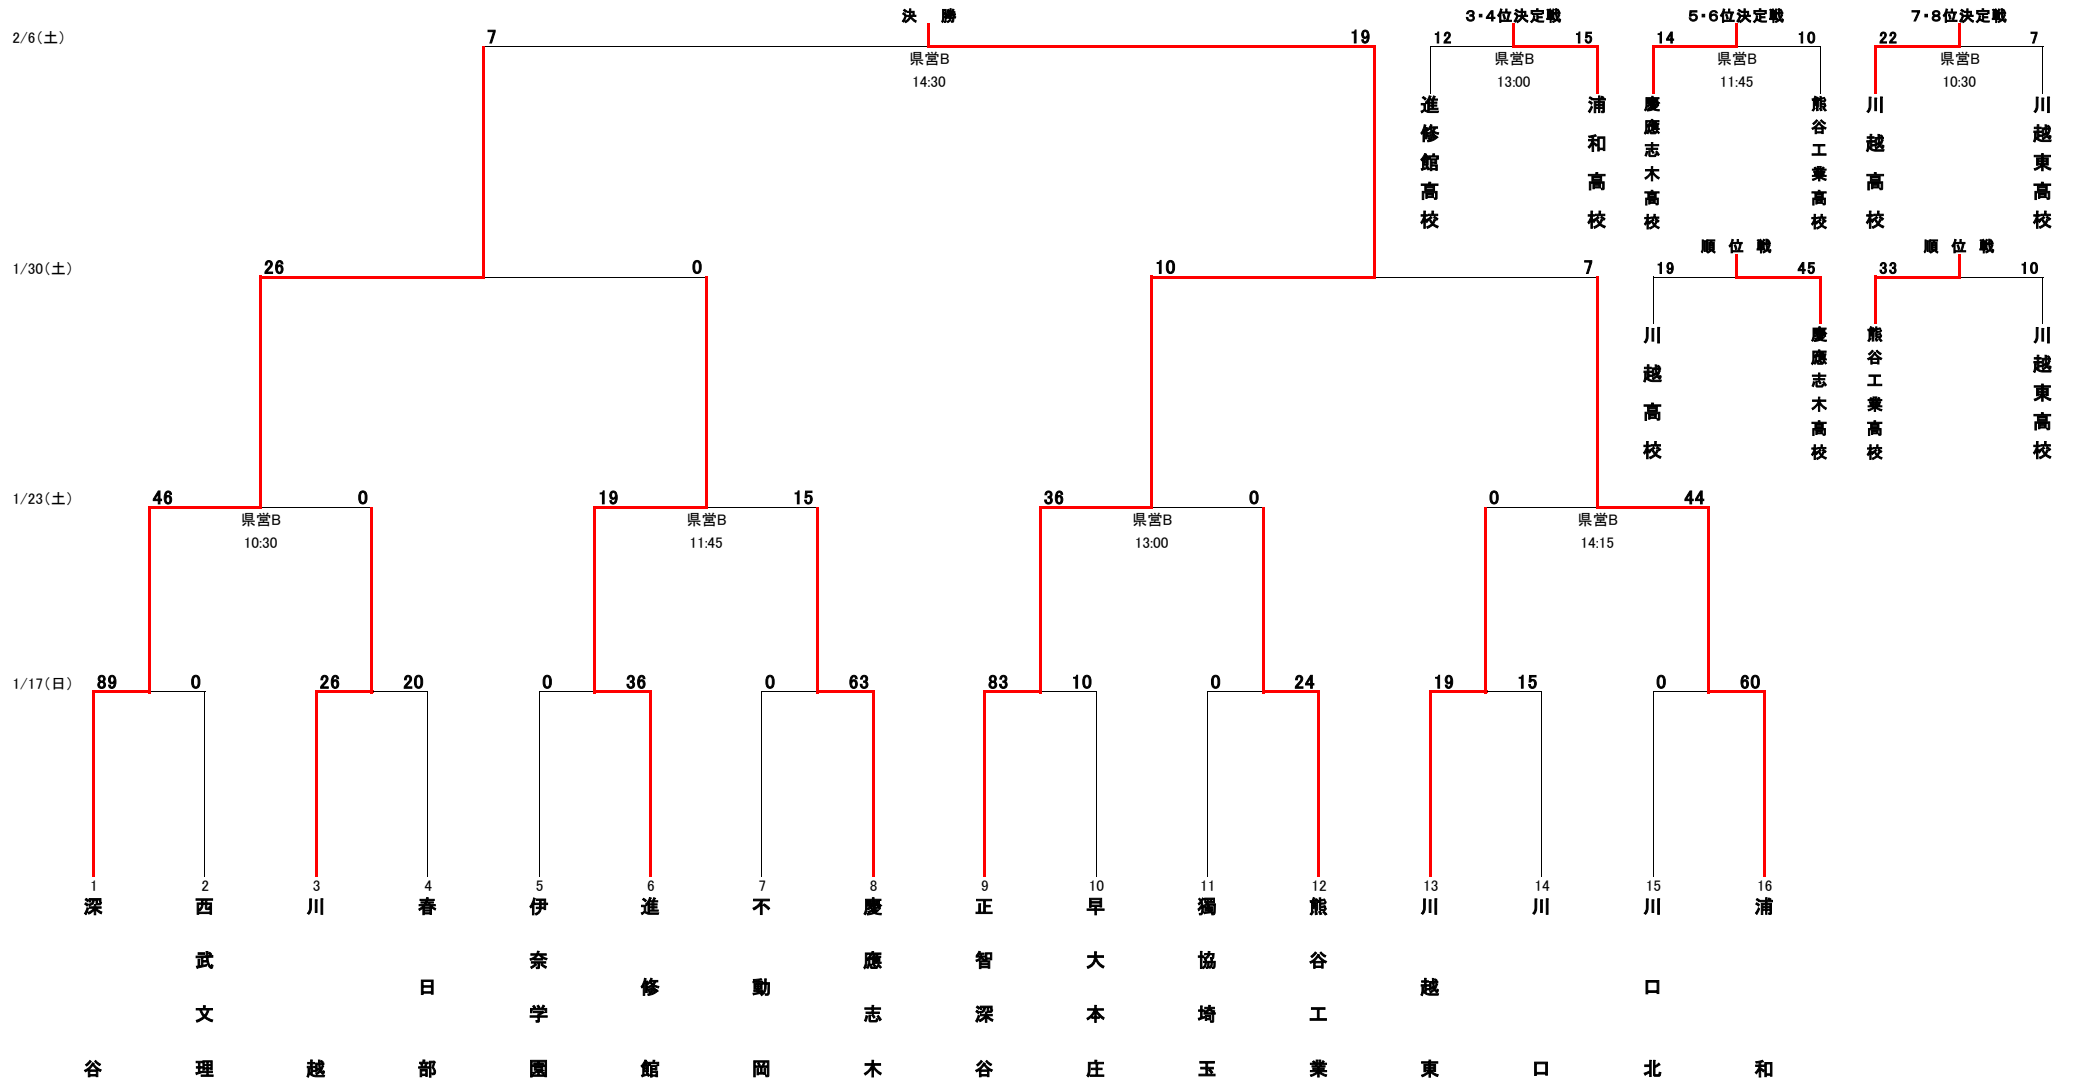 決　勝
3・4位決定戦
5・6位決定戦
7・8位決定戦
2/6(土)
7
19
12
15
14
10
22
7
県営B
14:30
県営B
13:00
県営B
11:45
県営B
10:30
進修館高校
浦和高校
慶應志木高校
熊谷工業高校
川越高校
川越東高校
順　位　戦
順　位　戦
1/30(土)
26
0
10
7
19
45
33
10
川越高校
慶應志木高校
熊谷工業高校
川越東高校
1/23(土)
46
0
19
15
36
0
0
44
県営B
10:30
県営B
11:45
県営B
13:00
県営B
14:15
1/17(日)
89
0
26
20
0
36
0
63
83
10
0
24
19
15
0
60
1
2
3
4
5
6
7
8
9
10
11
12
13
14
15
16
深谷
西武文理
川越
春日部
伊奈学園
進修館
不動岡
慶應志木
正智深谷
早大本庄
獨協埼玉
熊谷工業
川越東
川口
川口北
浦和